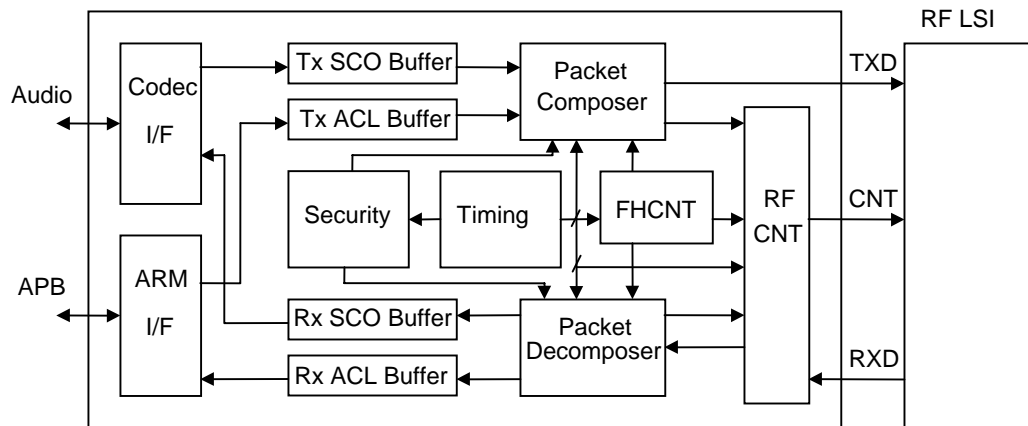 RF LSI
Audio
Codec
I/F
Tx SCO Buffer
Tx ACL Buffer
Packet
Composer
TXD
Security
Timing
FHCNT
RF
CNT
CNT
APB
ARM
I/F
Rx SCO Buffer
Rx ACL Buffer
Packet
Decomposer
RXD